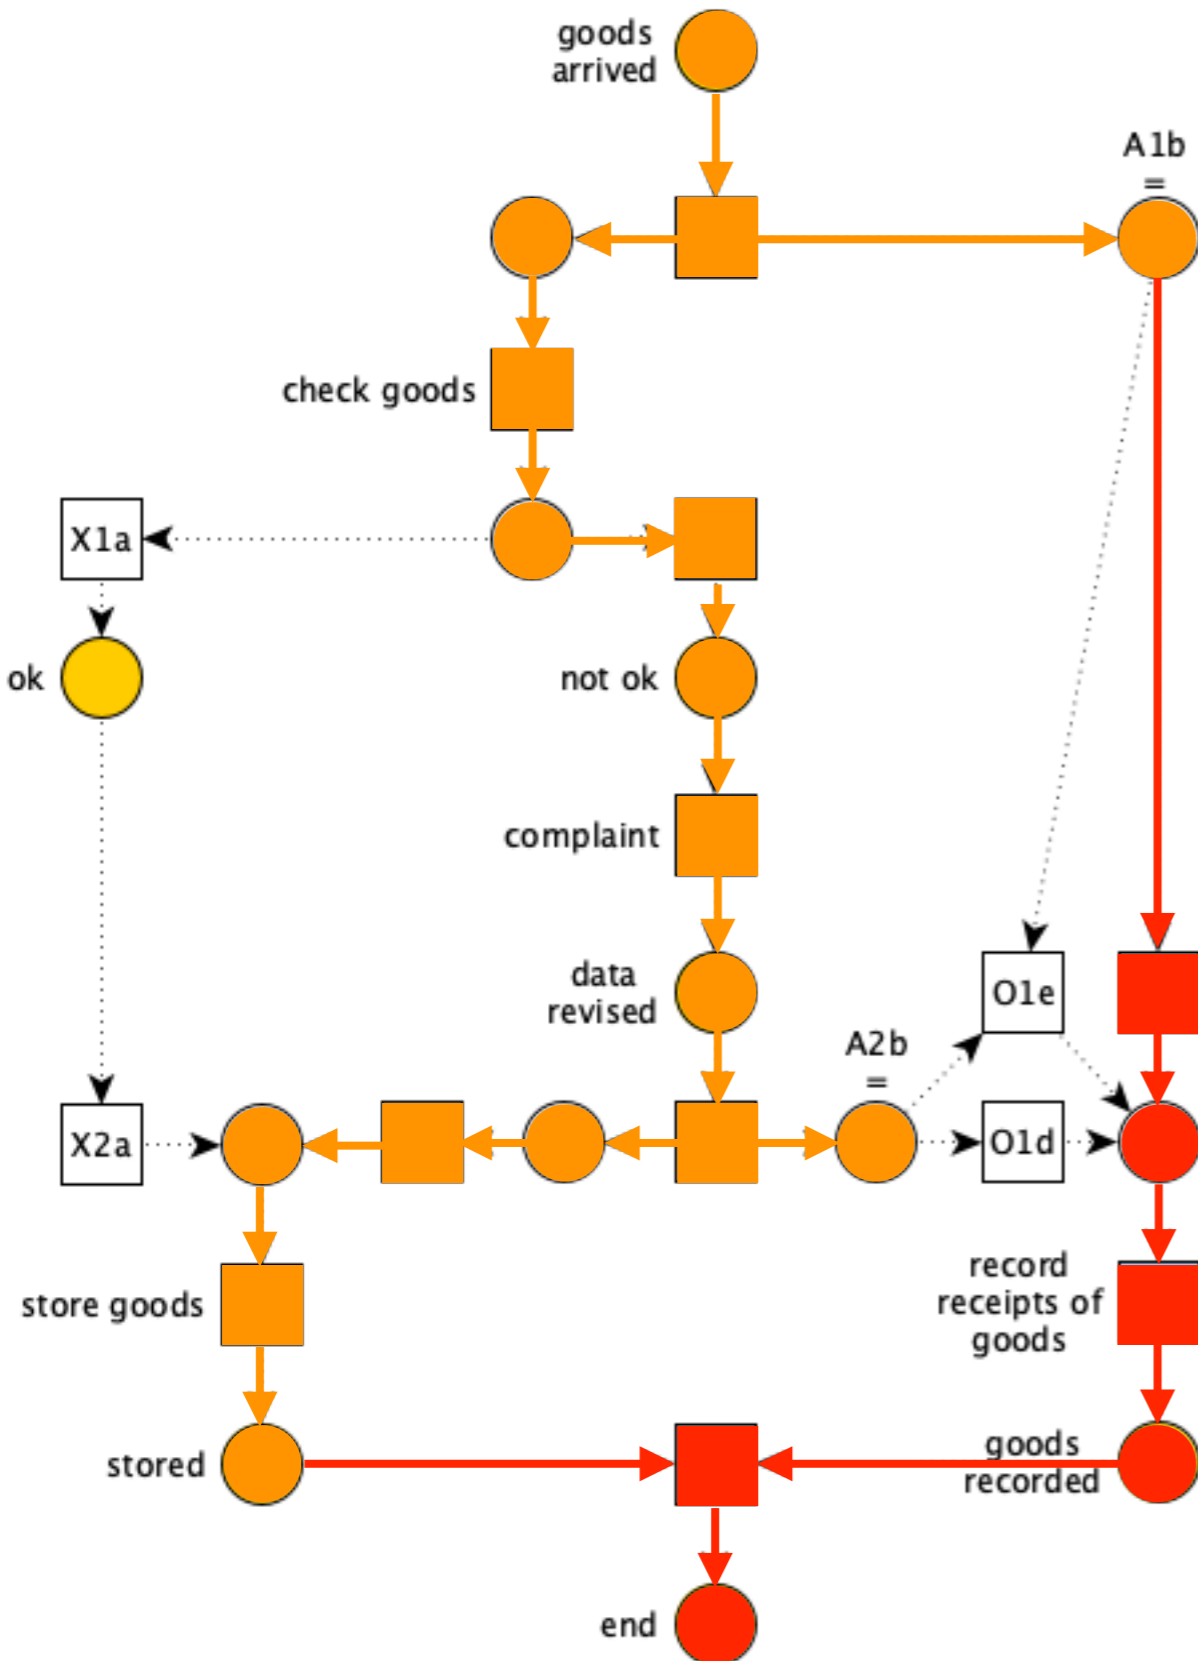 goods
arrived
A1b
=
check goods
X1a
ok
not ok
complaint
data
revised
A2b
=
O1e
X2a
O1d
store goods
record
receipts of
goods
stored
goods
recorded
end